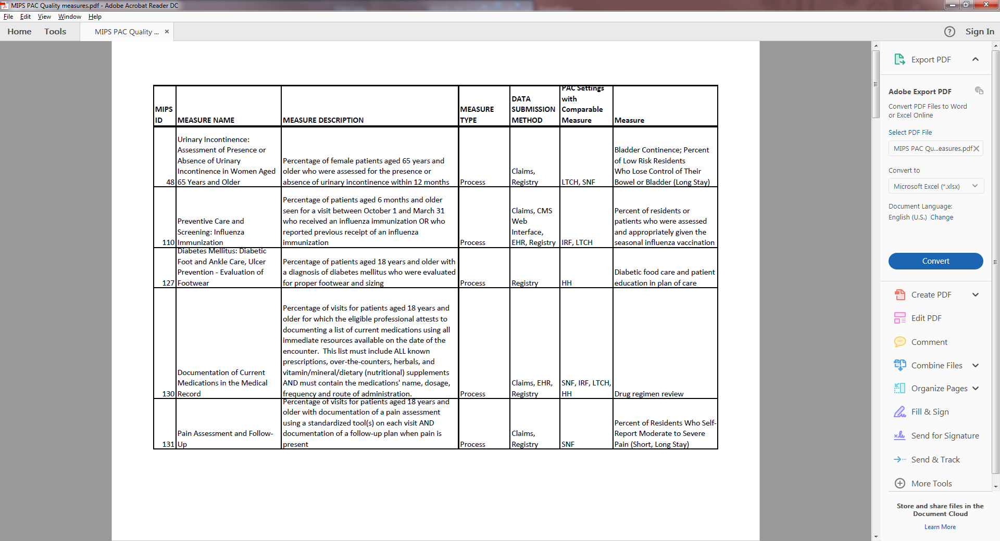 MIPS PAC Quality measures.pdf - Adobe Acrobat Reader DC
File Edit View Window Help
Home Tools MIPS PAC Quality ... × Sign In
MIPS
ID
MEASURE NAME
MEASURE DESCRIPTION
MEASURE
TYPE
DATA
SUBMISSION
METHOD
PAC Settings
with
Comparable
Measure
Measure
48
Urinary Incontinence:
Assessment of Presence or
Absence of Urinary
Incontinence in Women Aged
65 Years and Older
Percentage of female patients aged 65 years and
older who were assessed for the presence or
absence of urinary incontinence within 12 months
Process
Claims,
Registry
LTCH, SNF
Bladder Continence; Percent
of Low Risk Residents
Who Lose Control of Their
Bowel or Bladder (Long Stay)
110
Preventive Care and
Screening: Influenza
Immunization
Percentage of patients aged 6 months and older
seen for a visit between October 1 and March 31
who received an influenza immunization OR who
reported previous receipt of an influenza
immunization
Process
Claims, CMS
Web
Interface,
EHR, Registry
IRF, LTCH
Percent of residents or
patients who were assessed
and appropriately given the
seasonal influenza vaccination
127
Diabetes Mellitus: Diabetic
Foot and Ankle Care, Ulcer
Prevention - Evaluation of
Footwear
Percentage of patients aged 18 years and older with
a diagnosis of diabetes mellitus who were evaluated
for proper footwear and sizing
Process
Registry
HH
Diabetic food care and patient
education in plan of care
130
Documentation of Current
Medications in the Medical
Record
Percentage of visits for patients aged 18 years and
older for which the eligible professional attests to
documenting a list of current medications using all
immediate resources available on the date of the
encounter.  This list must include ALL known
prescriptions, over-the-counters, herbals, and
vitamin/mineral/dietary (nutritional) supplements
AND must contain the medications' name, dosage,
frequency and route of administration.
Process
Claims, EHR,
Registry
SNF, IRF, LTCH,
HH
Drug regimen review
131
Pain Assessment and Follow-
Up
Percentage of visits for patients aged 18 years and
older with documentation of a pain assessment
using a standardized tool(s) on each visit AND
documentation of a follow-up plan when pain is
present
Process
Claims,
Registry
SNF
Percent of Residents Who Self-
Report Moderate to Severe
Pain (Short, Long Stay)
Export PDF
Adobe Export PDF
Convert PDF Files to Word
or Excel Online
Select PDF File
MIPS PAC Qu...easures.pdf
Convert to
Microsoft Excel (*.xlsx)
Document Language:
English (U.S.) Change
Convert
Create PDF
Edit PDF
Comment
Combine Files
Organize Pages
Fill & Sign
Send for Signature
Send & Track
More Tools
Store and share files in the
Document Cloud
Learn More